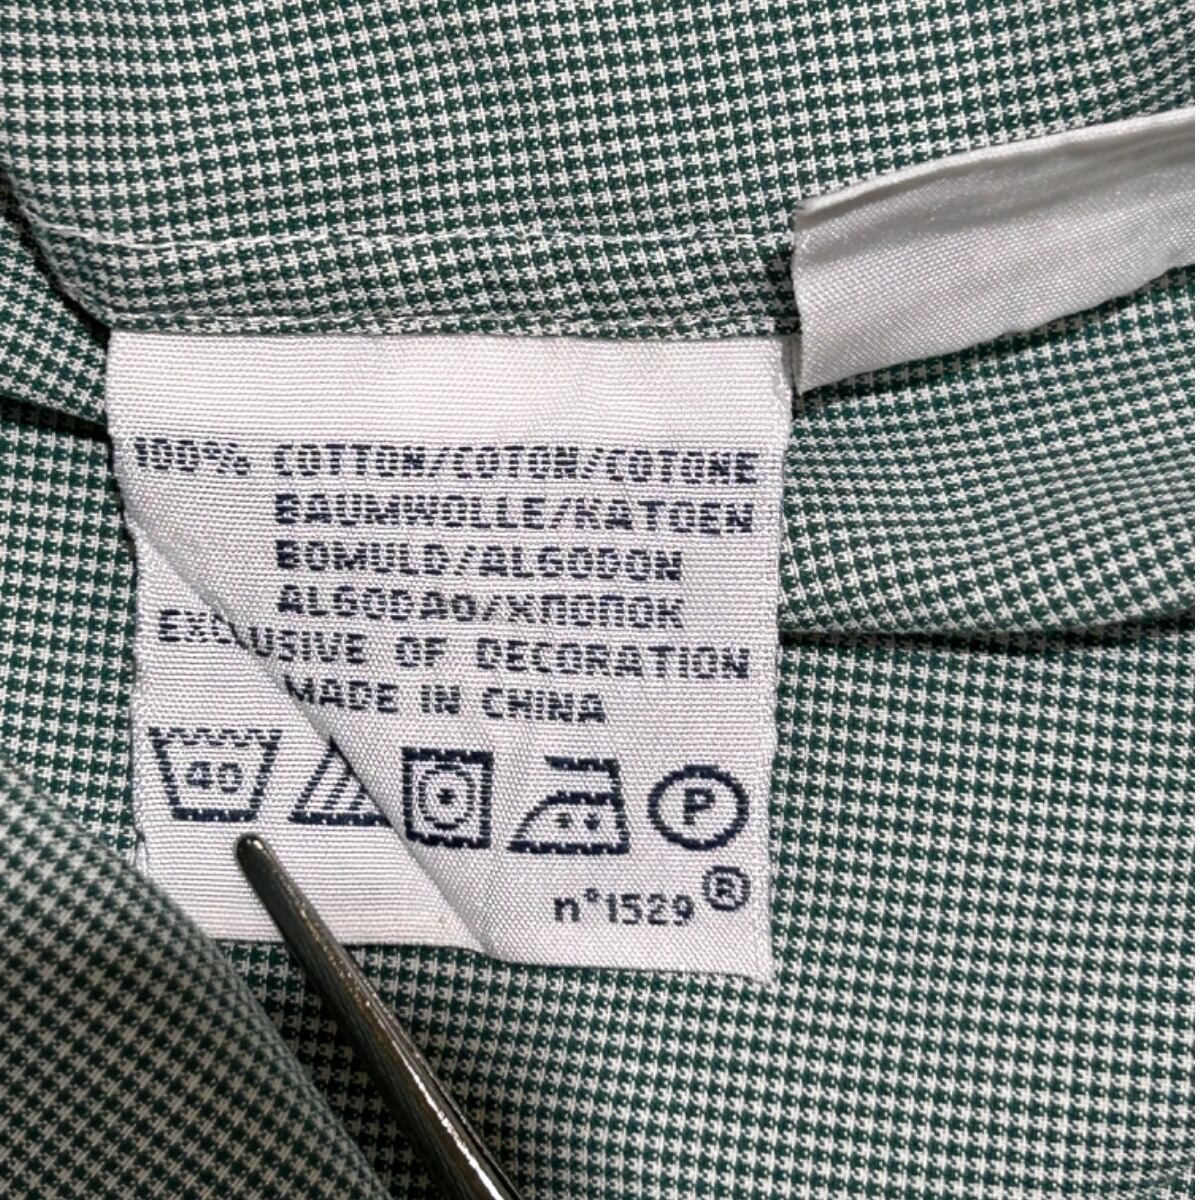 100% COTTON/COTON/COTONE
BAUMWOLLE/KATOEN
BOMULD/ALGODON
ALGODAO/ХЛОПОК
EXCLUSIVE OF DECORATION
MADE IN CHINA
40 P
n°1529 ®